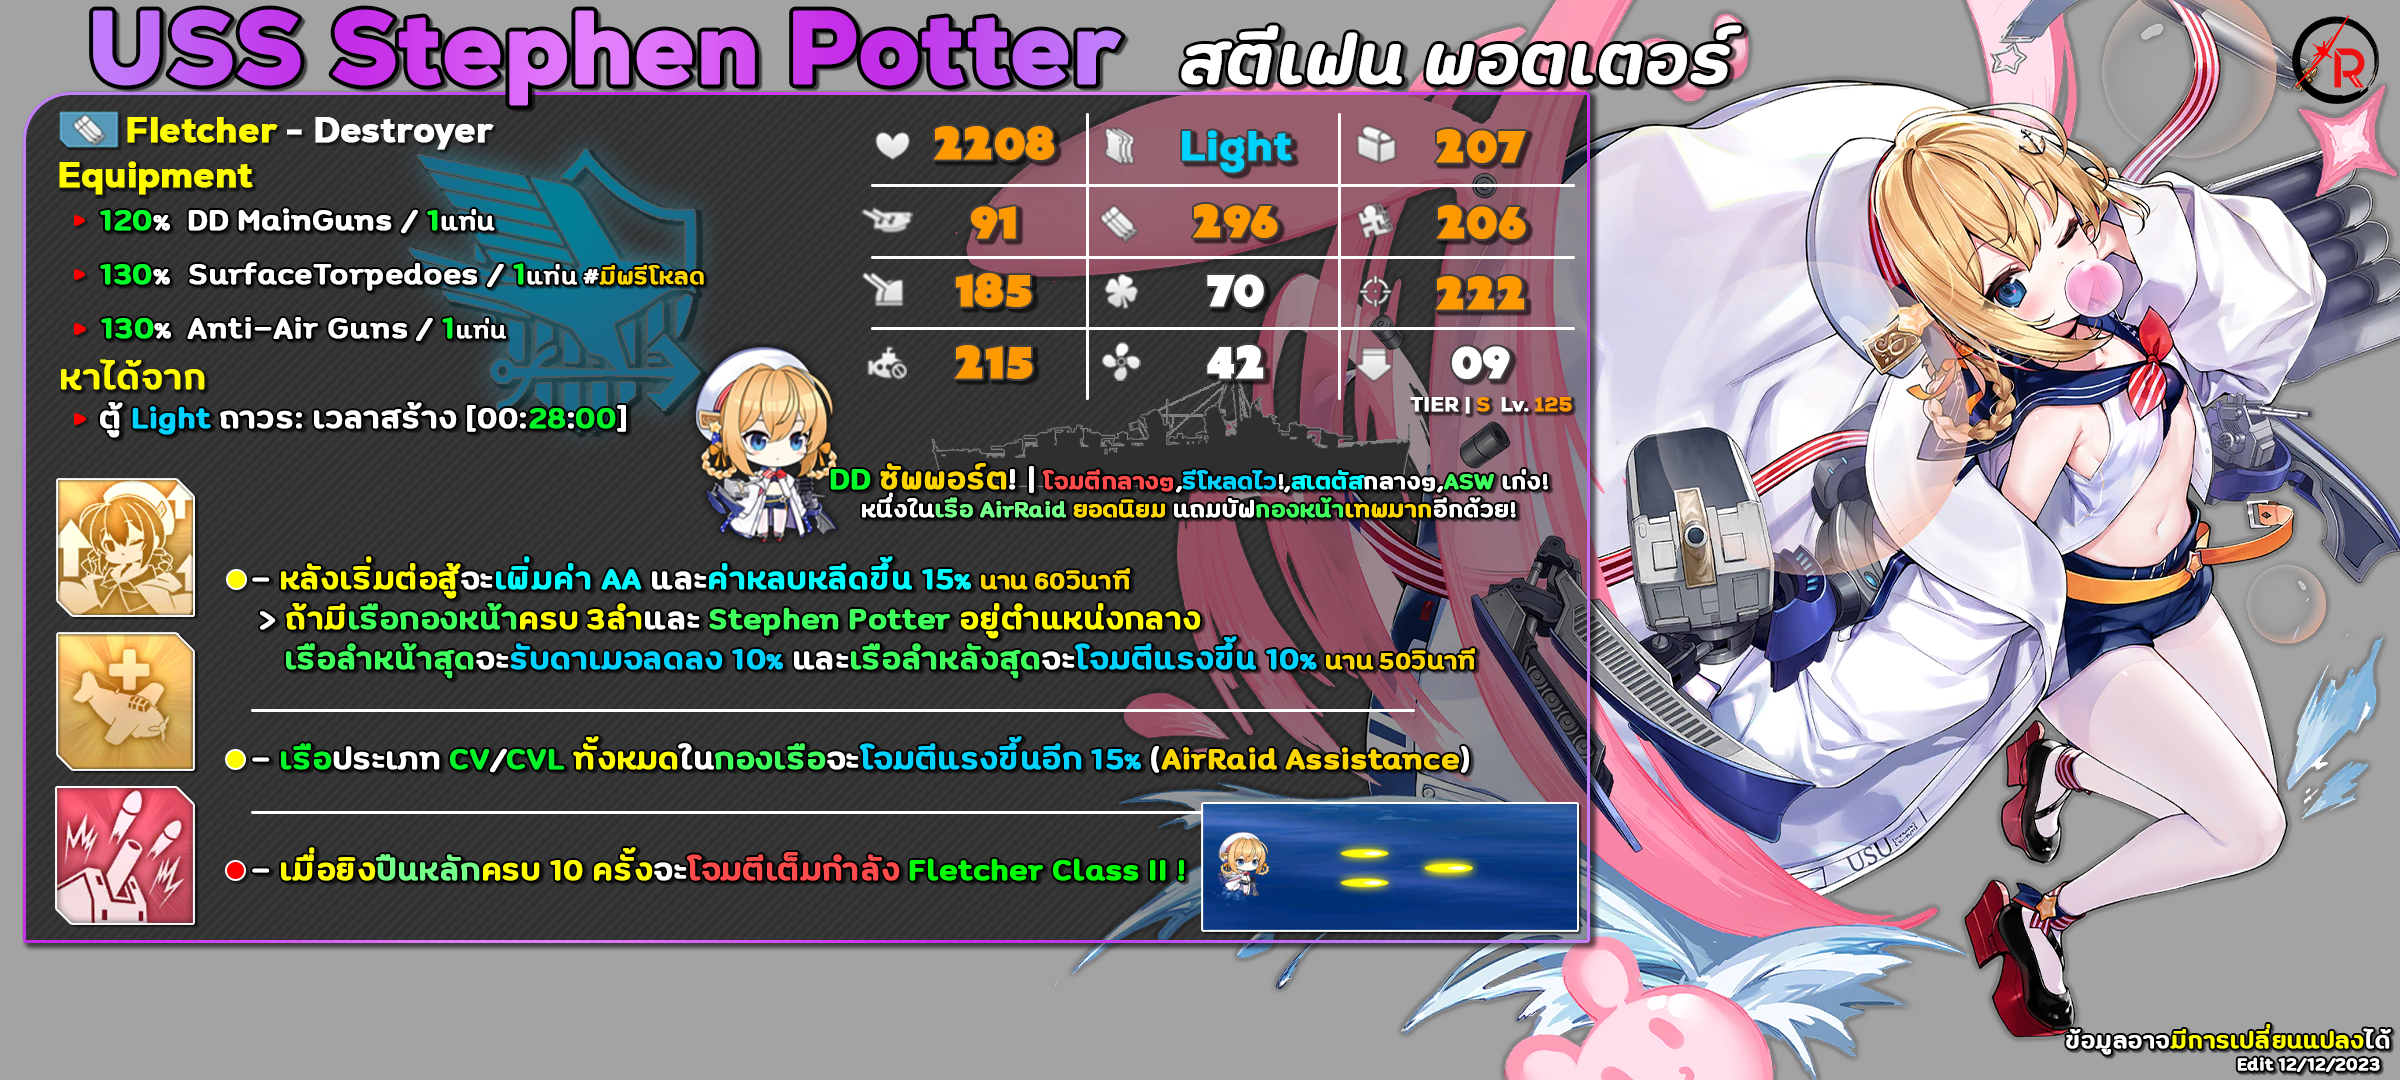 USS Stephen Potter สตีเฟน พอตเตอร์
R
Fletcher - Destroyer
Equipment
120% DD MainGuns / 1แท่น
130% SurfaceTorpedoes / 1แท่น #มีพรีโหลด
130% Anti-Air Guns / 1แท่น
หาได้จาก
ตู้ Light ถาวร: เวลาสร้าง [00:28:00]
2208 Light 207
91 296 206
185 70 222
215 42 09
TIER | S Lv. 125
DD ซัพพอร์ต! | โจมตีกลางๆ,รีโหลดไว!,สเตตัสกลางๆ,ASW เก่ง!
หนึ่งในเรือ AirRaid ยอดนิยม แถมบัฟกองหน้าเทพมากอีกด้วย!
- หลังเริ่มต่อสู้จะเพิ่มค่า AA และค่าหลบหลีดขึ้น 15% นาน 60วินาที
> ถ้ามีเรือกองหน้าครบ 3ลำและ Stephen Potter อยู่ตำแหน่งกลาง
เรือลำหน้าสุดจะรับดาเมจลดลง 10% และเรือลำหลังสุดจะโจมตีแรงขึ้น 10% นาน 50วินาที
- เรือประเภท CV/CVL ทั้งหมดในกองเรือจะโจมตีแรงขึ้นอีก 15% (AirRaid Assistance)
- เมื่อยิงปืนหลักครบ 10 ครั้งจะโจมตีเต็มกำลัง Fletcher Class II !
USU
ข้อมูลอาจมีการเปลี่ยนแปลงได้
Edit 12/12/2023